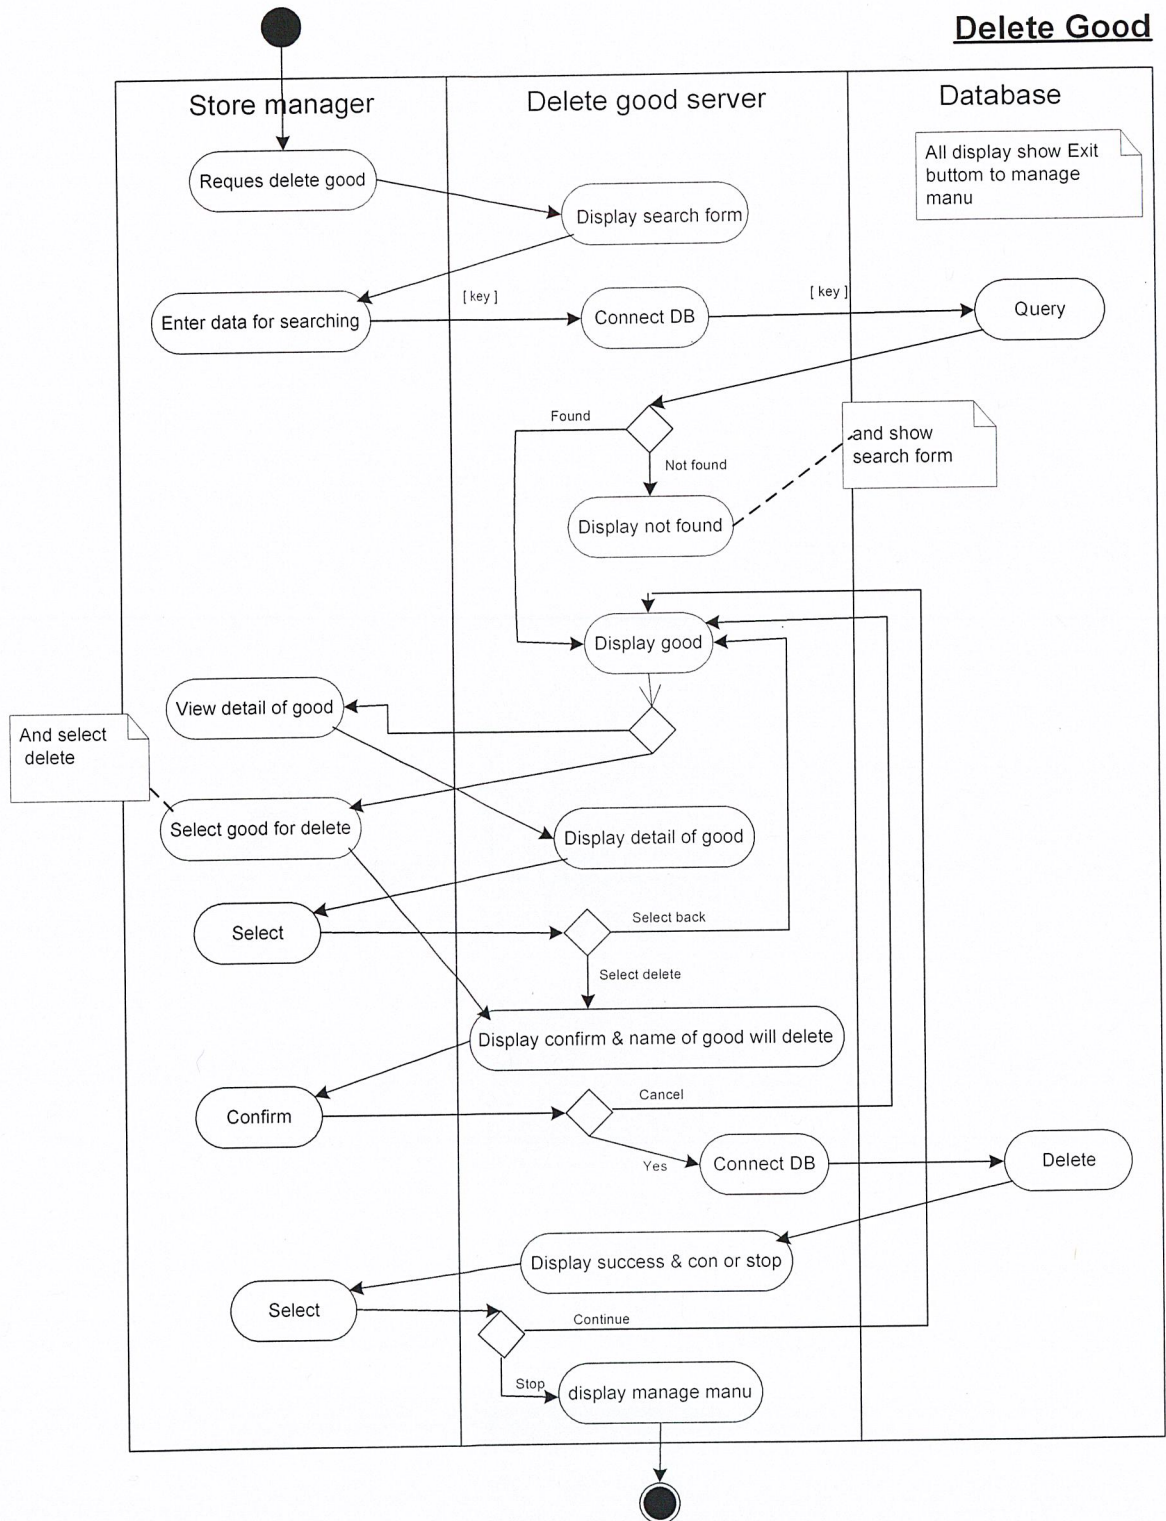 Delete Good
Store manager
Delete good server
Database
All display show Exit
buttom to manage
manu
Reques delete good
Display search form
Enter data for searching
[ key ]
Connect DB
[ key ]
Query
Found
Not found
and show
search form
Display not found
Display good
View detail of good
And select
delete
Select good for delete
Display detail of good
Select
Select back
Select delete
Display confirm & name of good will delete
Confirm
Cancel
Yes
Connect DB
Delete
Display success & con or stop
Select
Continue
Stop
display manage manu